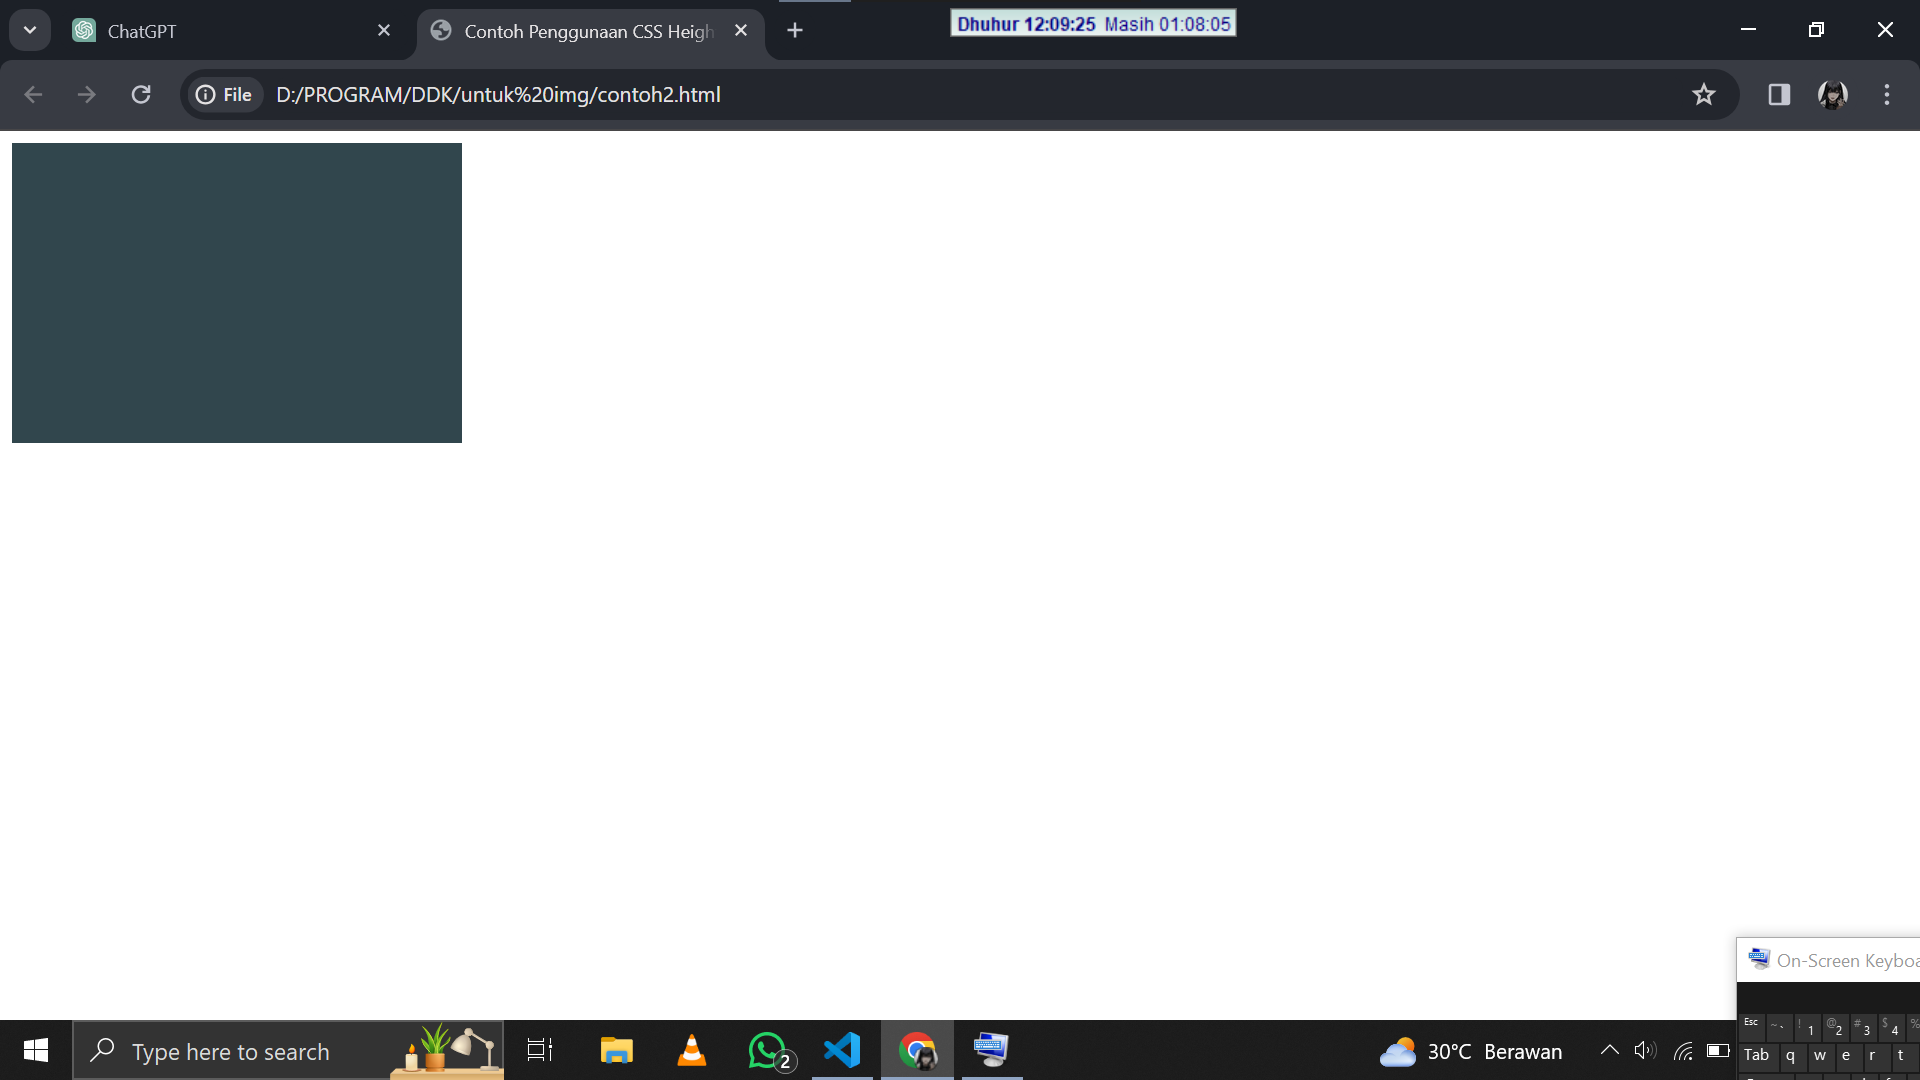 ChatGPT
Contoh Penggunaan CSS Heigh
Dhuhur 12:09:25 Masih 01:08:05
File
D:/PROGRAM/DDK/untuk%20img/contoh2.html
On-Screen Keyboa
Esc ~ ` ! 1 @ 2 # 3 $ 4 %
Tab q w e r t
Type here to search
2
30°C Berawan